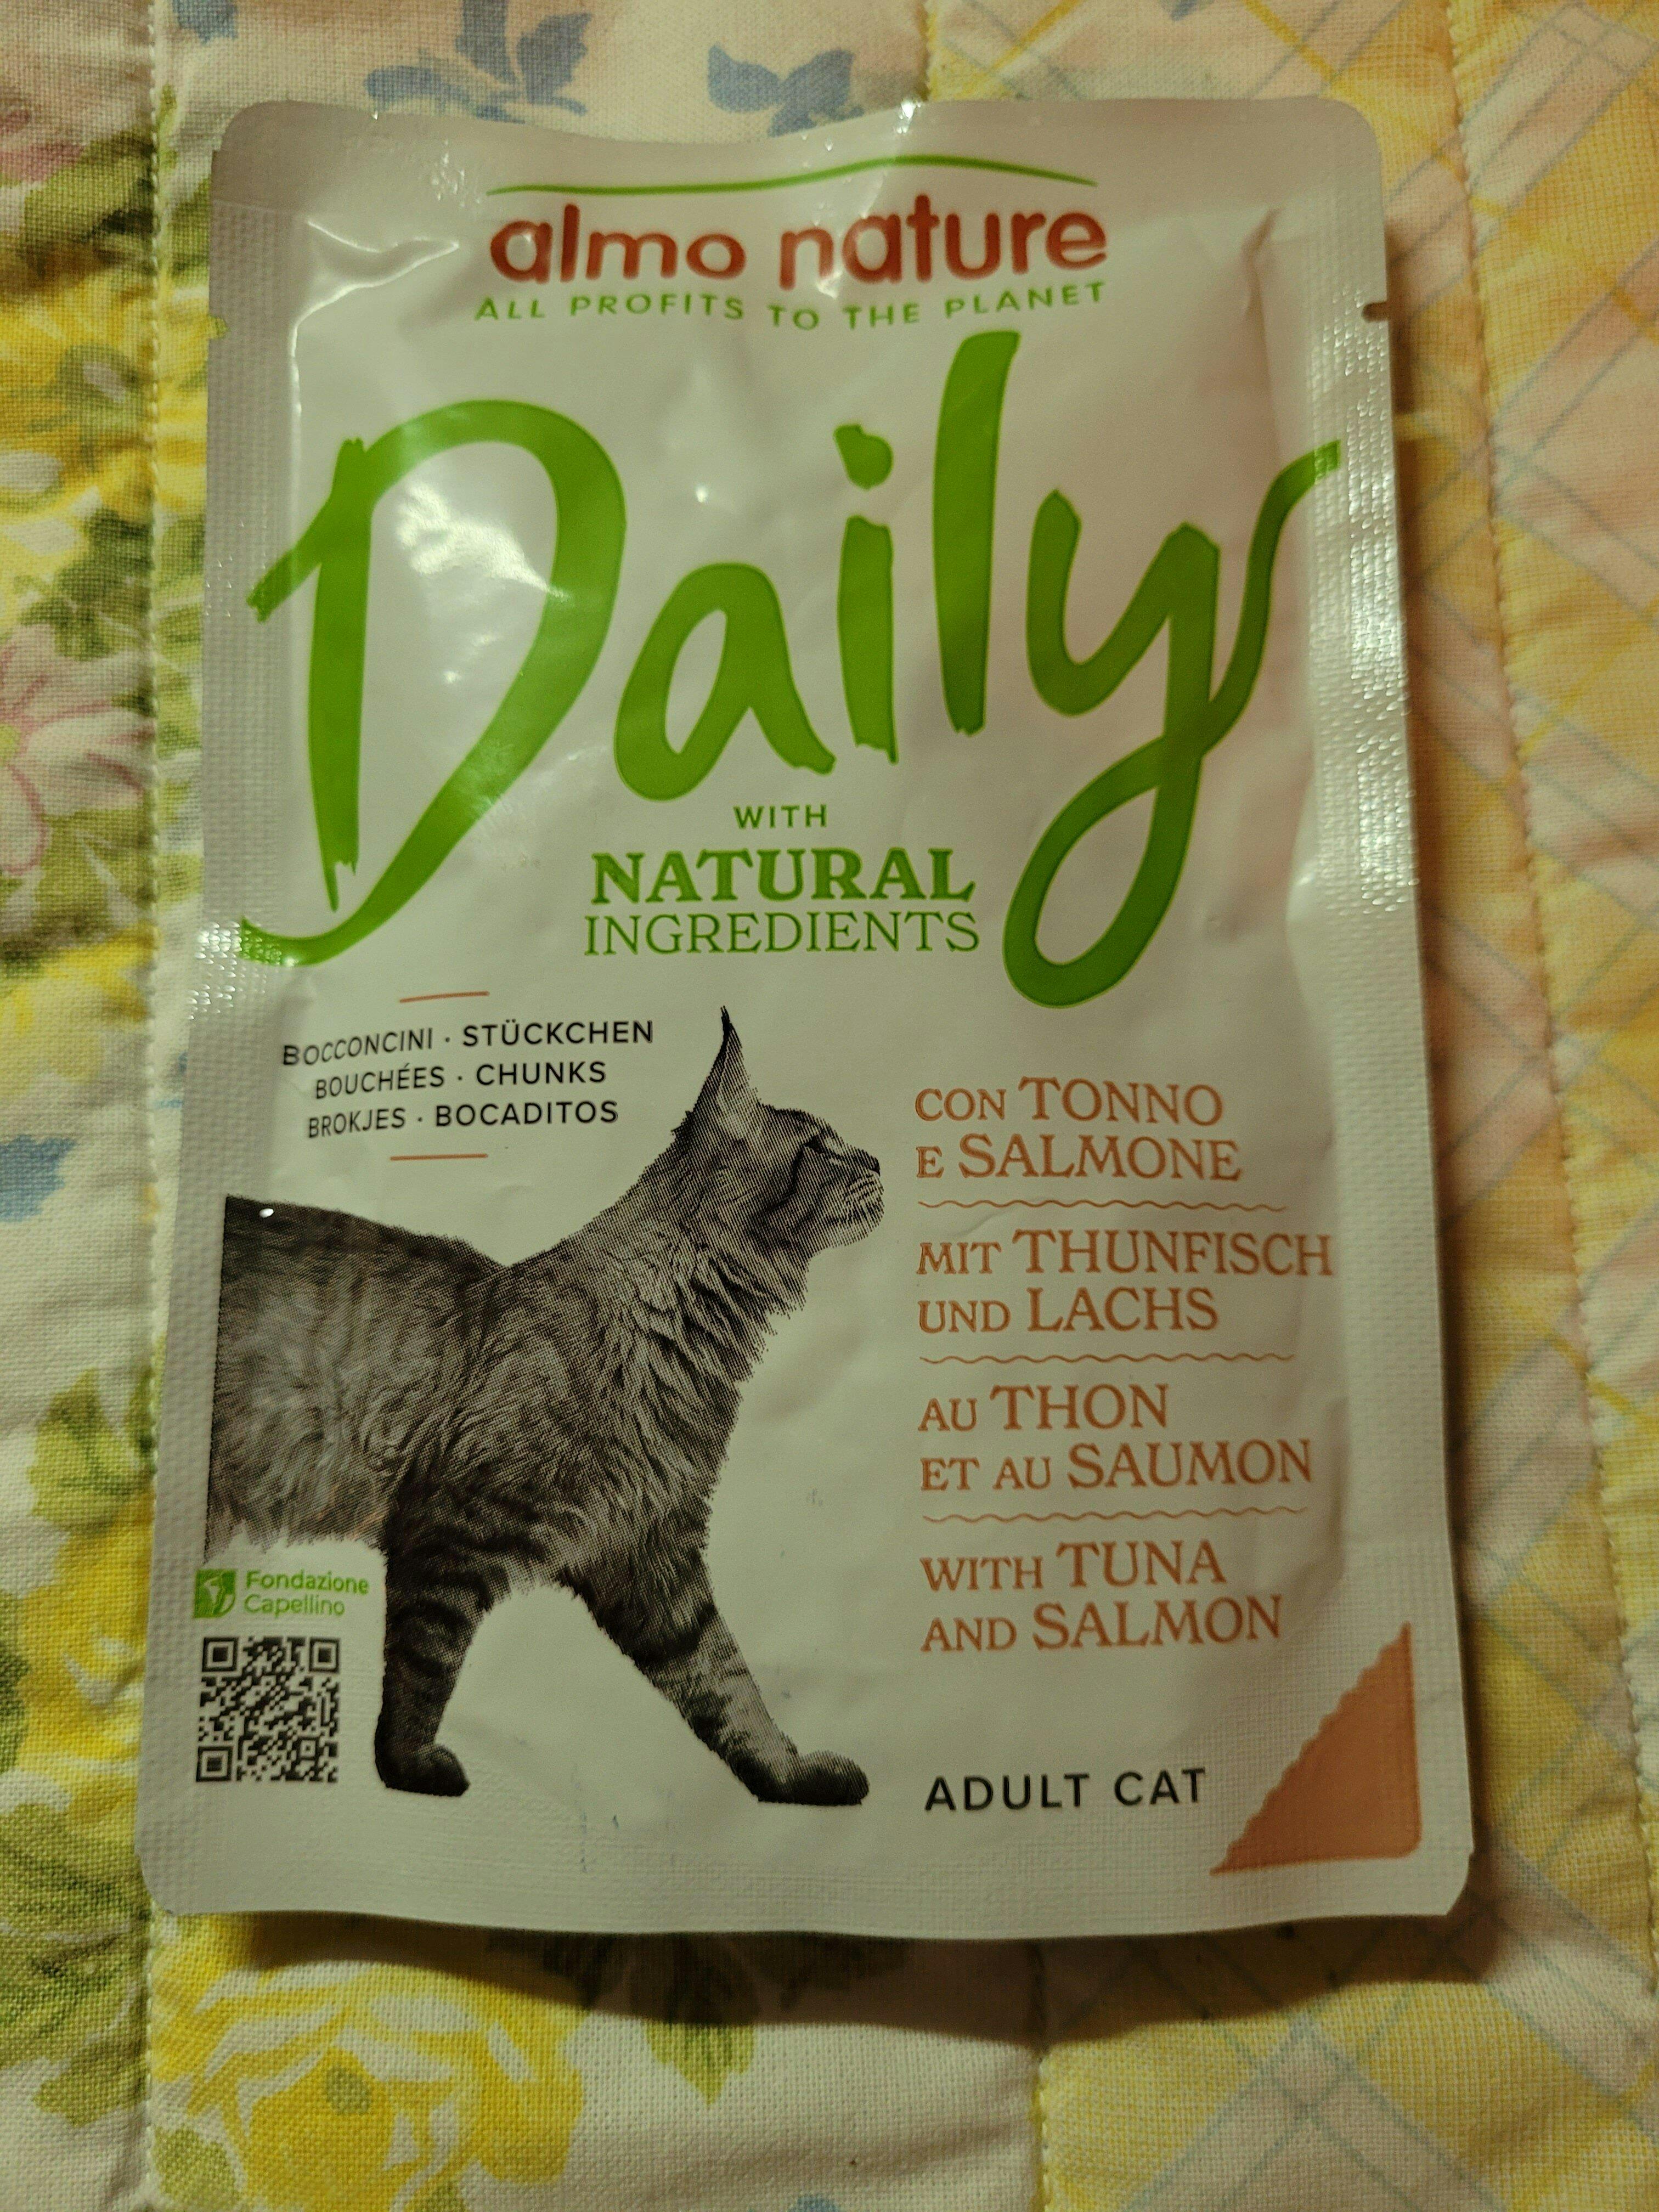 almo nature
ALL PROFITS TO THE PLANET
Daily
WITH
NATURAL
INGREDIENTS
BOCCONCINI · STÜCKCHEN
BOUCHÉES · CHUNKS
BROKJES · BOCADITOS
CON TONNO
E SALMONE
MIT THUNFISCH
UND LACHS
AU THON
ET AU SAUMON
WITH TUNA
AND SALMON
Fondazione
Capellino
ADULT CAT